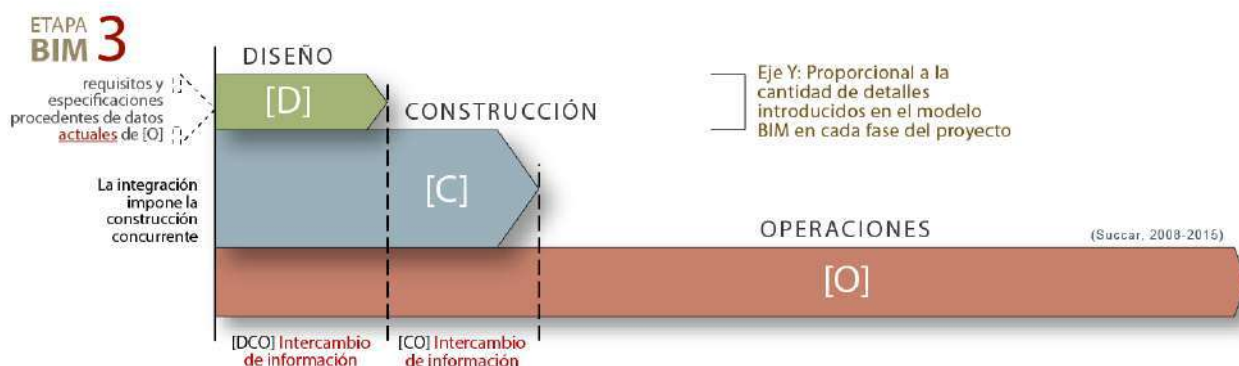 ETAPA
BIM 3
requisitos y
especificaciones
procedentes de datos
actuales de [O]
DISEÑO
[D]
CONSTRUCCIÓN
Eje Y: Proporcional a la
cantidad de detalles
introducidos en el modelo
BIM en cada fase del proyecto
La integración
impone la
construcción
concurrente
[C]
OPERACIONES
(Succar, 2008-2015)
[O]
[DCO] Intercambio
de información
[CO] Intercambio
de información